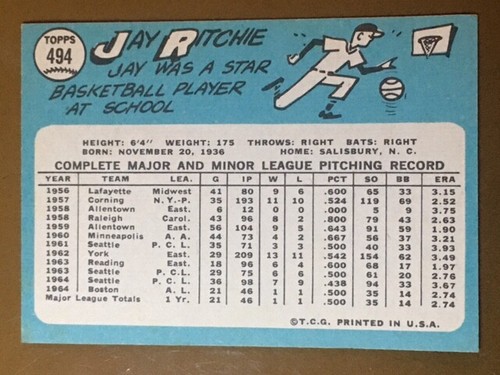 TOPPS
494
JAY RITCHIE
JAY WAS A STAR
BASKETBALL PLAYER
AT SCHOOL
HEIGHT: 6'4" WEIGHT: 175 THROWS: RIGHT BATS: RIGHT
BORN: NOVEMBER 20, 1936 HOME: SALISBURY, N. C.
COMPLETE MAJOR AND MINOR LEAGUE PITCHING RECORD
YEAR TEAM LEA. G IP W L PCT SO BB ERA
1956 Lafayette Midwest 41 80 9 6 .600 65 63 3.15
1957 Corning N.Y.-P. 35 193 11 10 .524 119 69 2.52
1958 Allentown East. 6 12 0 0 .000 5 9 3.75
1958 Raleigh Carol. 43 96 8 2 .800 79 43 2.63
1959 Allentown East. 56 104 9 5 .643 91 59 1.90
1960 Minneapolis A. A. 44 73 4 2 .667 56 37 3.21
1961 Seattle P. C. L. 35 .500 40 33 3.93
1962 York East. 29 209 13 11 .542 154 62 3.49
1963 Reading East. 18 96 6 4 .600 68 17 1.97
1963 Seattle P. C. L. 29 75 6 6 .500 65 20 2.76
1964 Seattle P. C. L. 36 98 7 9 .438 94 33 3.67
1964 Boston A. L. 21 46 1 1 .500 35 14 2.74
Major League Totals 1 Yr. 21 46 1 1 .500 35 14 2.74
©T.C.G. PRINTED IN U.S.A.